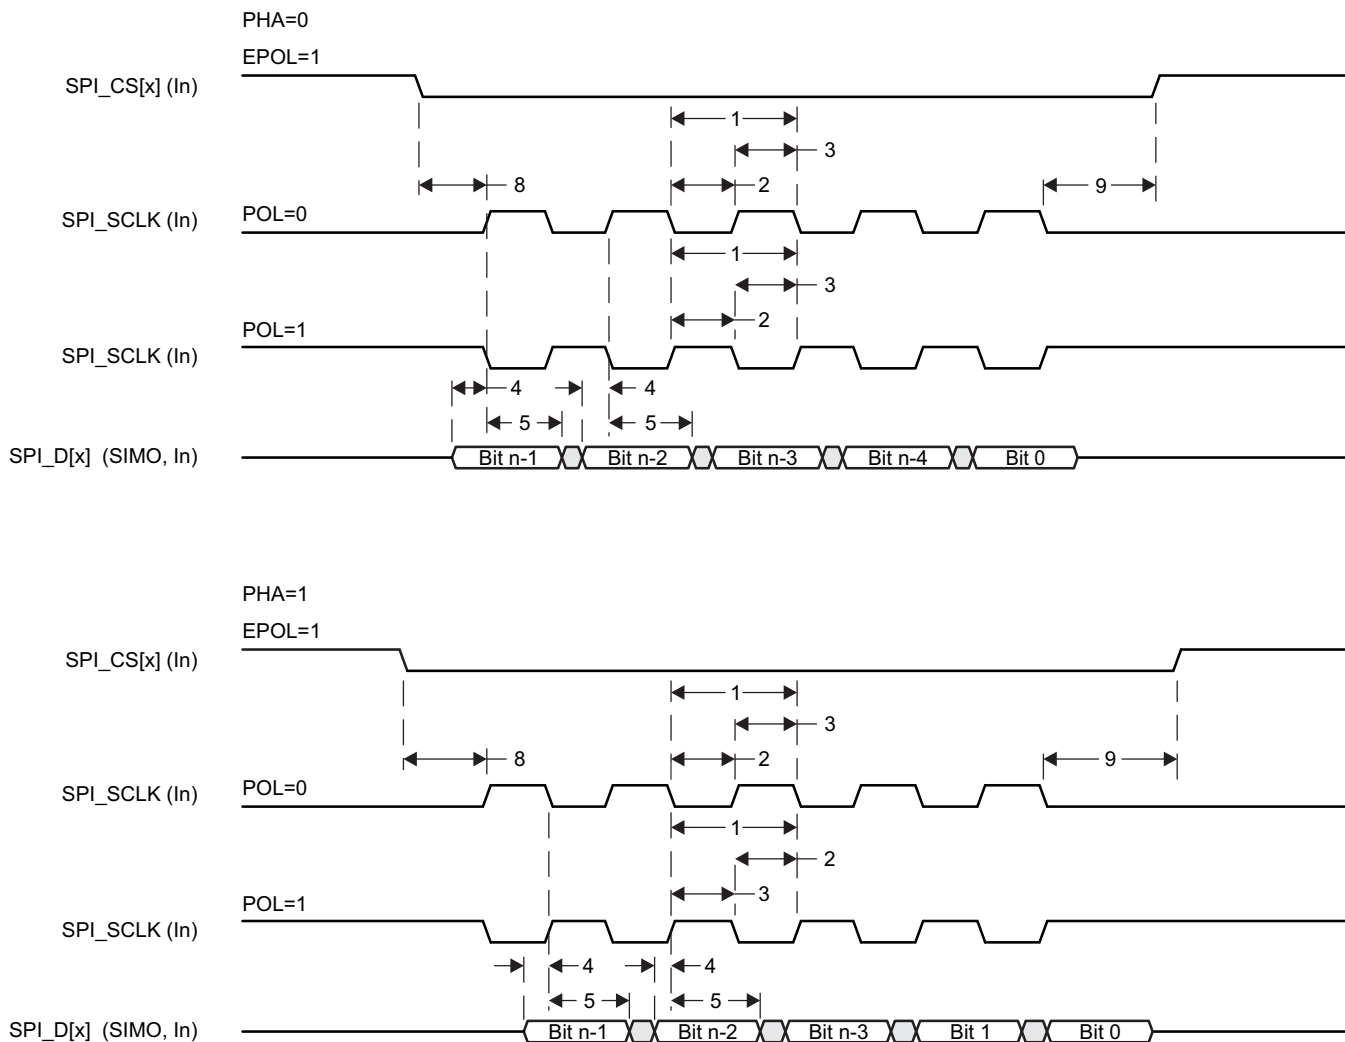 PHA=0
EPOL=1
SPI_CS[x] (In)
1
3
8
2
9
SPI_SCLK (In)
POL=0
1
3
2
POL=1
SPI_SCLK (In)
4
4
5
5
SPI_D[x] (SIMO, In)
Bit n-1 Bit n-2 Bit n-3 Bit n-4 Bit 0
PHA=1
EPOL=1
SPI_CS[x] (In)
1
3
8
2
9
SPI_SCLK (In)
POL=0
1
2
3
POL=1
SPI_SCLK (In)
4
4
5
5
SPI_D[x] (SIMO, In)
Bit n-1 Bit n-2 Bit n-3 Bit 1 Bit 0